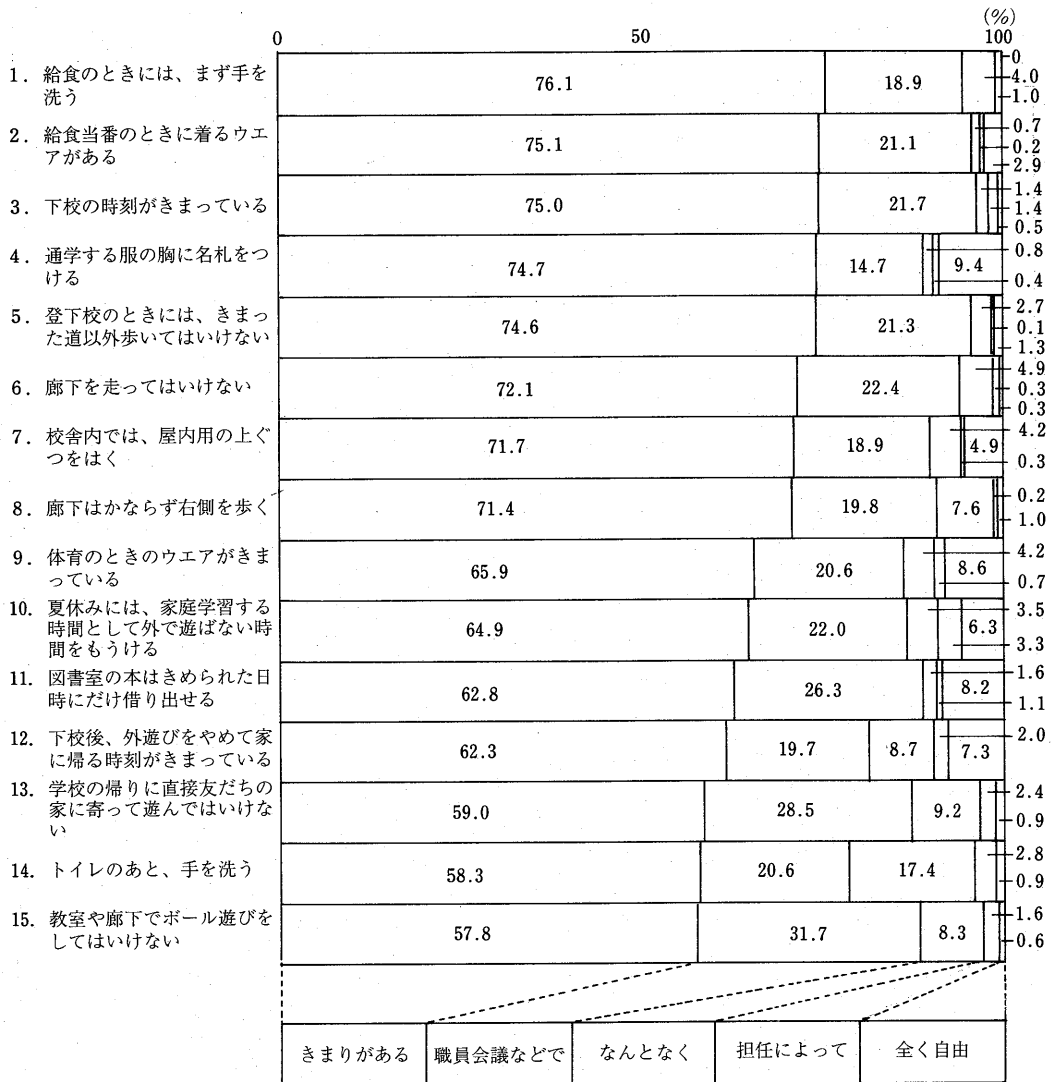 (%)
0 50 100
1. 給食のときには、まず手を
洗う
76.1 18.9 0
4.0
1.0
2. 給食当番のときに着るウエ
アがある
75.1 21.1 0.7
0.2
2.9
3. 下校の時刻がきまっている
75.0 21.7 1.4
1.4
0.5
4. 通学する服の胸に名札をつ
ける
74.7 14.7 9.4 0.8
0.4
5. 登下校のときには、きまっ
た道以外歩いてはいけない
74.6 21.3 2.7
0.1
1.3
6. 廊下を走ってはいけない
72.1 22.4 4.9
0.3
0.3
7. 校舎内では、屋内用の上ぐ
つをはく
71.7 18.9 4.9 4.2
0.3
8. 廊下はかならず右側を歩く
71.4 19.8 7.6 0.2
1.0
9. 体育のときのウエアがきま
っている
65.9 20.6 8.6 4.2
0.7
10. 夏休みには、家庭学習する
時間として外で遊ばない時
間をもうける
64.9 22.0 6.3 3.5
3.3
11. 図書室の本はきめられた日
時にだけ借り出せる
62.8 26.3 8.2 1.6
1.1
12. 下校後、外遊びをやめて家
に帰る時刻がきまっている
62.3 19.7 8.7 7.3 2.0
13. 学校の帰りに直接友だちの
家に寄って遊んではいけな
い
59.0 28.5 9.2 2.4
0.9
14. トイレのあと、手を洗う
58.3 20.6 17.4 2.8
0.9
15. 教室や廊下でボール遊びを
してはいけない
57.8 31.7 8.3 1.6
0.6
きまりがある 職員会議などで なんとなく 担任によって 全く自由